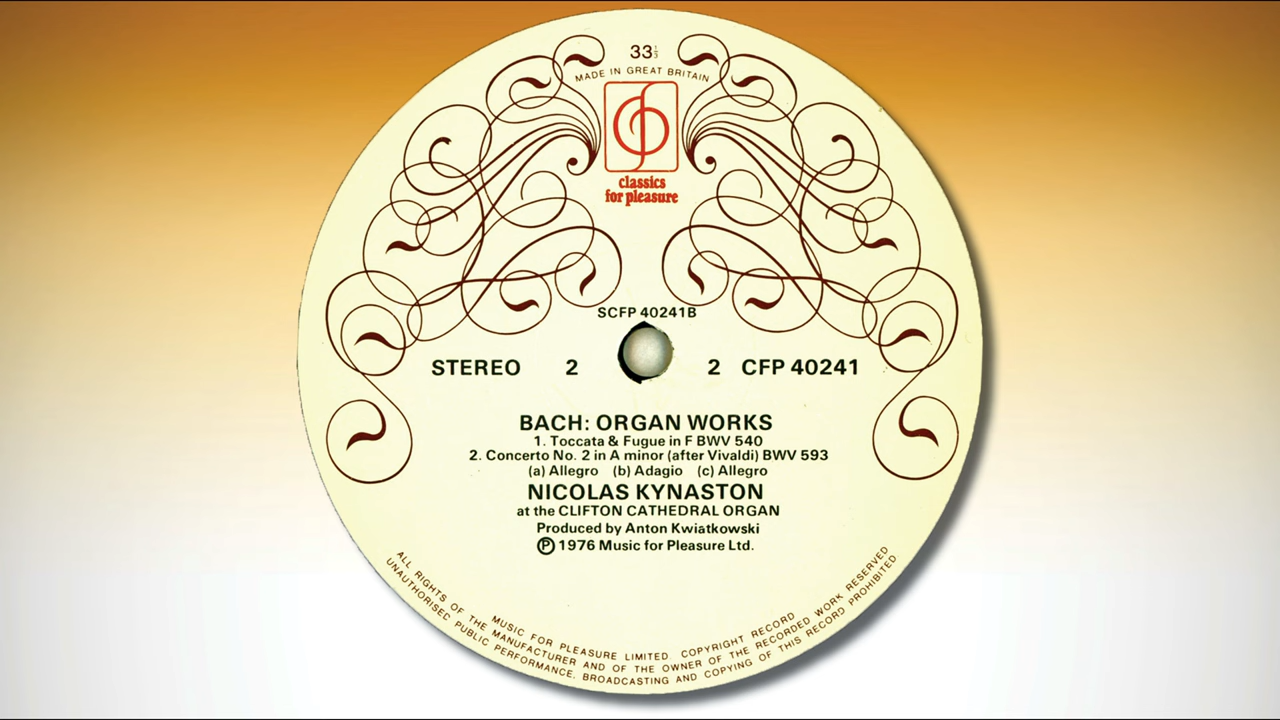 33⅓
MADE IN GREAT BRITAIN
classics
for pleasure
SCFP 40241B
STEREO 2 2 CFP 40241
BACH: ORGAN WORKS
1. Toccata & Fugue in F BWV 540
2. Concerto No. 2 in A minor (after Vivaldi) BWV 593
(a) Allegro (b) Adagio (c) Allegro
NICOLAS KYNASTON
at the CLIFTON CATHEDRAL ORGAN
Produced by Anton Kwiatkowski
Ⓟ 1976 Music for Pleasure Ltd.
MUSIC FOR PLEASURE LIMITED. COPYRIGHT RECORD
ALL RIGHTS OF THE MANUFACTURER AND OF THE OWNER OF THE RECORDED WORK RESERVED
UNAUTHORISED PUBLIC PERFORMANCE, BROADCASTING AND COPYING OF THIS RECORD PROHIBITED.